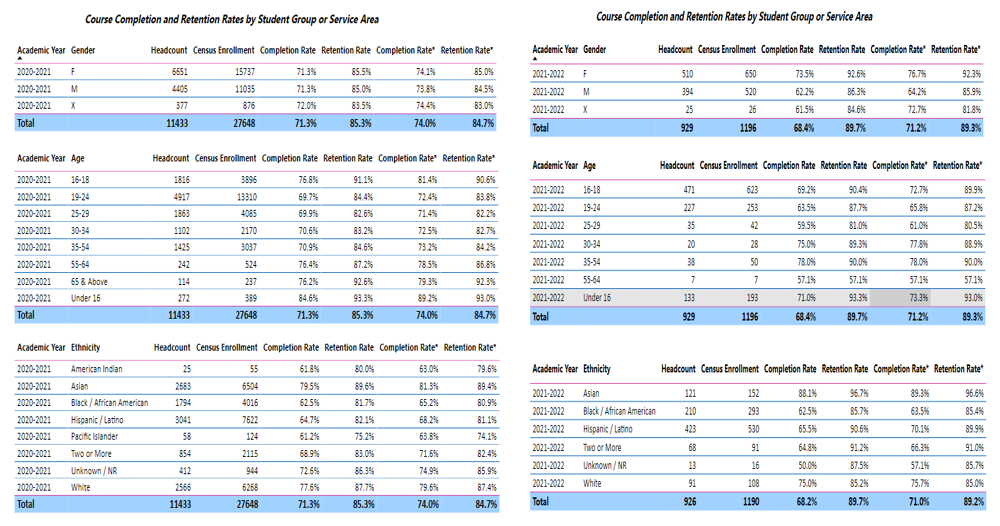 Course Completion and Retention Rates by Student Group or Service Area
Academic Year Gender Headcount Census Enrollment Completion Rate Retention Rate Completion Rate* Retention Rate*
2020-2021 F 6651 15737 71.3% 85.5% 74.1% 85.0%
2020-2021 M 4405 11035 71.3% 85.0% 73.8% 84.5%
2020-2021 X 377 876 72.0% 83.5% 74.4% 83.0%
Total 11433 27648 71.3% 85.3% 74.0% 84.7%
Academic Year Age Headcount Census Enrollment Completion Rate Retention Rate Completion Rate* Retention Rate*
2020-2021 16-18 1816 3896 76.8% 91.1% 81.4% 90.6%
2020-2021 19-24 4917 13310 69.7% 84.4% 72.4% 83.8%
2020-2021 25-29 1863 4085 69.9% 82.6% 71.4% 82.2%
2020-2021 30-34 1102 2170 70.6% 83.2% 72.5% 82.7%
2020-2021 35-54 1425 3037 70.9% 84.6% 73.2% 84.2%
2020-2021 55-64 242 524 76.4% 87.2% 78.5% 86.8%
2020-2021 65 & Above 114 237 76.2% 92.6% 79.3% 92.3%
2020-2021 Under 16 272 389 84.6% 93.3% 89.2% 93.0%
Total 11433 27648 71.3% 85.3% 74.0% 84.7%
Academic Year Ethnicity Headcount Census Enrollment Completion Rate Retention Rate Completion Rate* Retention Rate*
2020-2021 American Indian 25 55 61.8% 80.0% 63.0% 79.6%
2020-2021 Asian 2683 6504 79.5% 89.6% 81.3% 89.4%
2020-2021 Black / African American 1794 4016 62.5% 81.7% 65.2% 80.9%
2020-2021 Hispanic / Latino 3041 7622 64.7% 82.1% 68.2% 81.1%
2020-2021 Pacific Islander 58 124 61.2% 75.2% 63.8% 74.1%
2020-2021 Two or More 854 2115 68.9% 83.0% 71.6% 82.4%
2020-2021 Unknown / NR 412 944 72.6% 86.3% 74.9% 85.9%
2020-2021 White 2566 6268 77.6% 87.7% 79.6% 87.4%
Total 11433 27648 71.3% 85.3% 74.0% 84.7%
Course Completion and Retention Rates by Student Group or Service Area
Academic Year Gender Headcount Census Enrollment Completion Rate Retention Rate Completion Rate* Retention Rate*
2021-2022 F 510 650 73.5% 92.6% 76.7% 92.3%
2021-2022 M 394 520 62.2% 86.3% 64.2% 85.9%
2021-2022 X 25 26 61.5% 84.6% 72.7% 81.8%
Total 929 1196 68.4% 89.7% 71.2% 89.3%
Academic Year Age Headcount Census Enrollment Completion Rate Retention Rate Completion Rate* Retention Rate*
2021-2022 16-18 471 623 69.2% 90.4% 72.7% 89.9%
2021-2022 19-24 227 253 63.5% 87.7% 65.8% 87.2%
2021-2022 25-29 35 42 59.5% 81.0% 61.0% 80.5%
2021-2022 30-34 20 28 75.0% 89.3% 77.8% 88.9%
2021-2022 35-54 38 50 78.0% 90.0% 78.0% 90.0%
2021-2022 55-64 7 7 57.1% 57.1% 57.1% 57.1%
2021-2022 Under 16 133 193 71.0% 93.3% 73.3% 93.0%
Total 929 1196 68.4% 89.7% 71.2% 89.3%
Academic Year Ethnicity Headcount Census Enrollment Completion Rate Retention Rate Completion Rate* Retention Rate*
2021-2022 Asian 121 152 88.1% 96.7% 89.3% 96.6%
2021-2022 Black / African American 210 293 62.5% 85.7% 63.5% 85.4%
2021-2022 Hispanic / Latino 423 530 65.5% 90.6% 70.1% 89.9%
2021-2022 Two or More 68 91 64.8% 91.2% 66.3% 91.0%
2021-2022 Unknown / NR 13 16 50.0% 87.5% 57.1% 85.7%
2021-2022 White 91 108 75.0% 85.2% 75.7% 85.0%
Total 926 1190 68.2% 89.7% 71.0% 89.2%